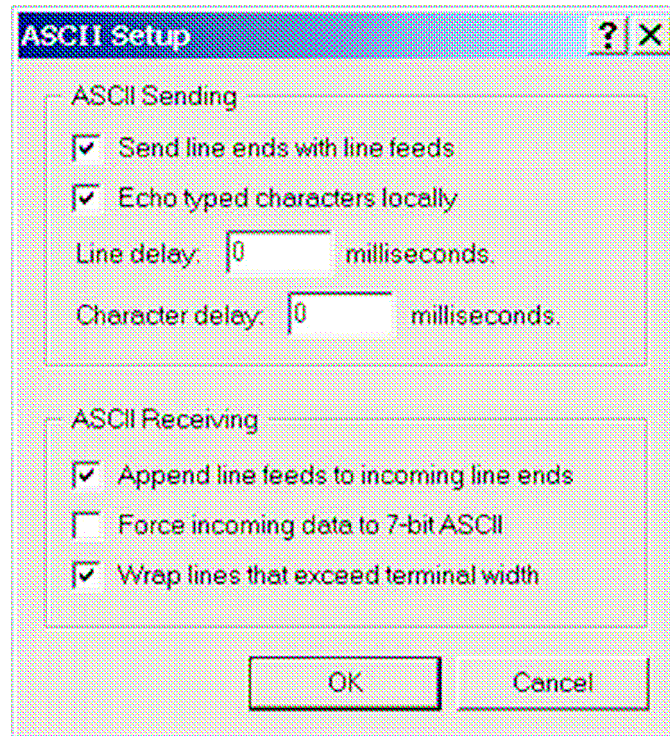 ASCII Setup
ASCII Sending
Send line ends with line feeds
Echo typed characters locally
Line delay: 0 milliseconds.
Character delay: 0 milliseconds.
ASCII Receiving
Append line feeds to incoming line ends
Force incoming data to 7-bit ASCII
Wrap lines that exceed terminal width
OK Cancel